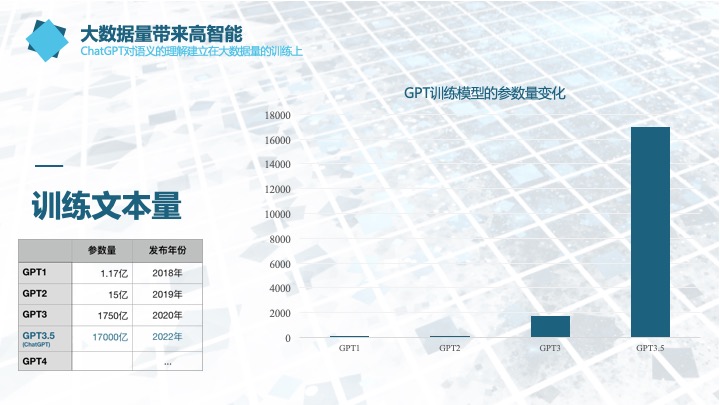 大数据量带来高智能
ChatGPT对语义的理解建立在大数据量的训练上
GPT训练模型的参数量变化
18000
16000
14000
12000
10000
8000
6000
4000
2000
0
GPT1 GPT2 GPT3 GPT3.5
训练文本量
参数量 发布年份
GPT1 1.17亿 2018年
GPT2 15亿 2019年
GPT3 1750亿 2020年
GPT3.5 17000亿 2022年
(ChatGPT)
GPT4 ...